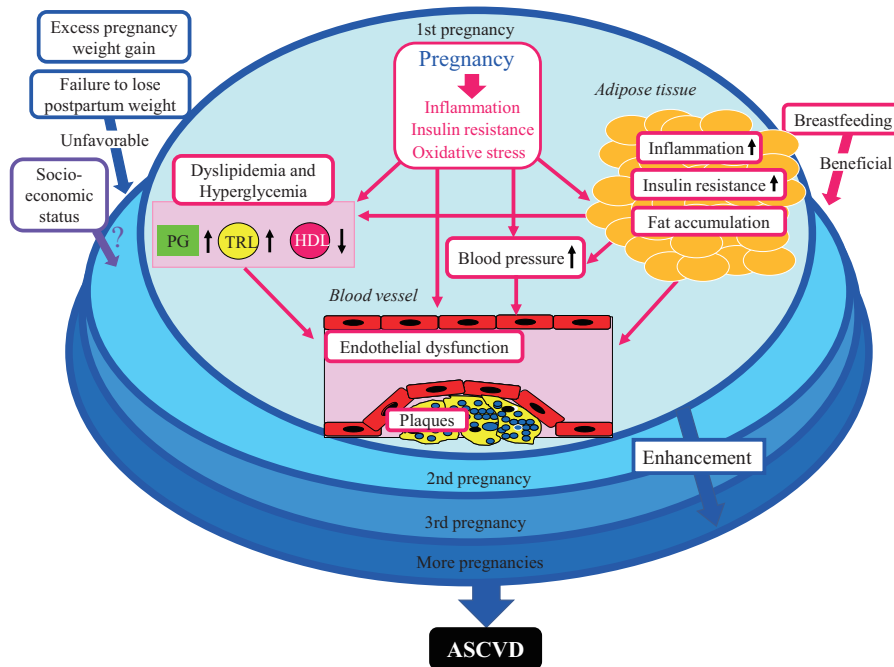 Excess pregnancy
weight gain
Failure to lose
postpartum weight
Unfavorable
Socio-
economic
status
?
1st pregnancy
Pregnancy
Inflammation
Insulin resistance
Oxidative stress
Adipose tissue
Inflammation
Insulin resistance
Fat accumulation
Breastfeeding
Beneficial
Dyslipidemia and
Hyperglycemia
PG
TRL
HDL
Blood pressure
Blood vessel
Endothelial dysfunction
Plaques
Enhancement
2nd pregnancy
3rd pregnancy
More pregnancies
ASCVD